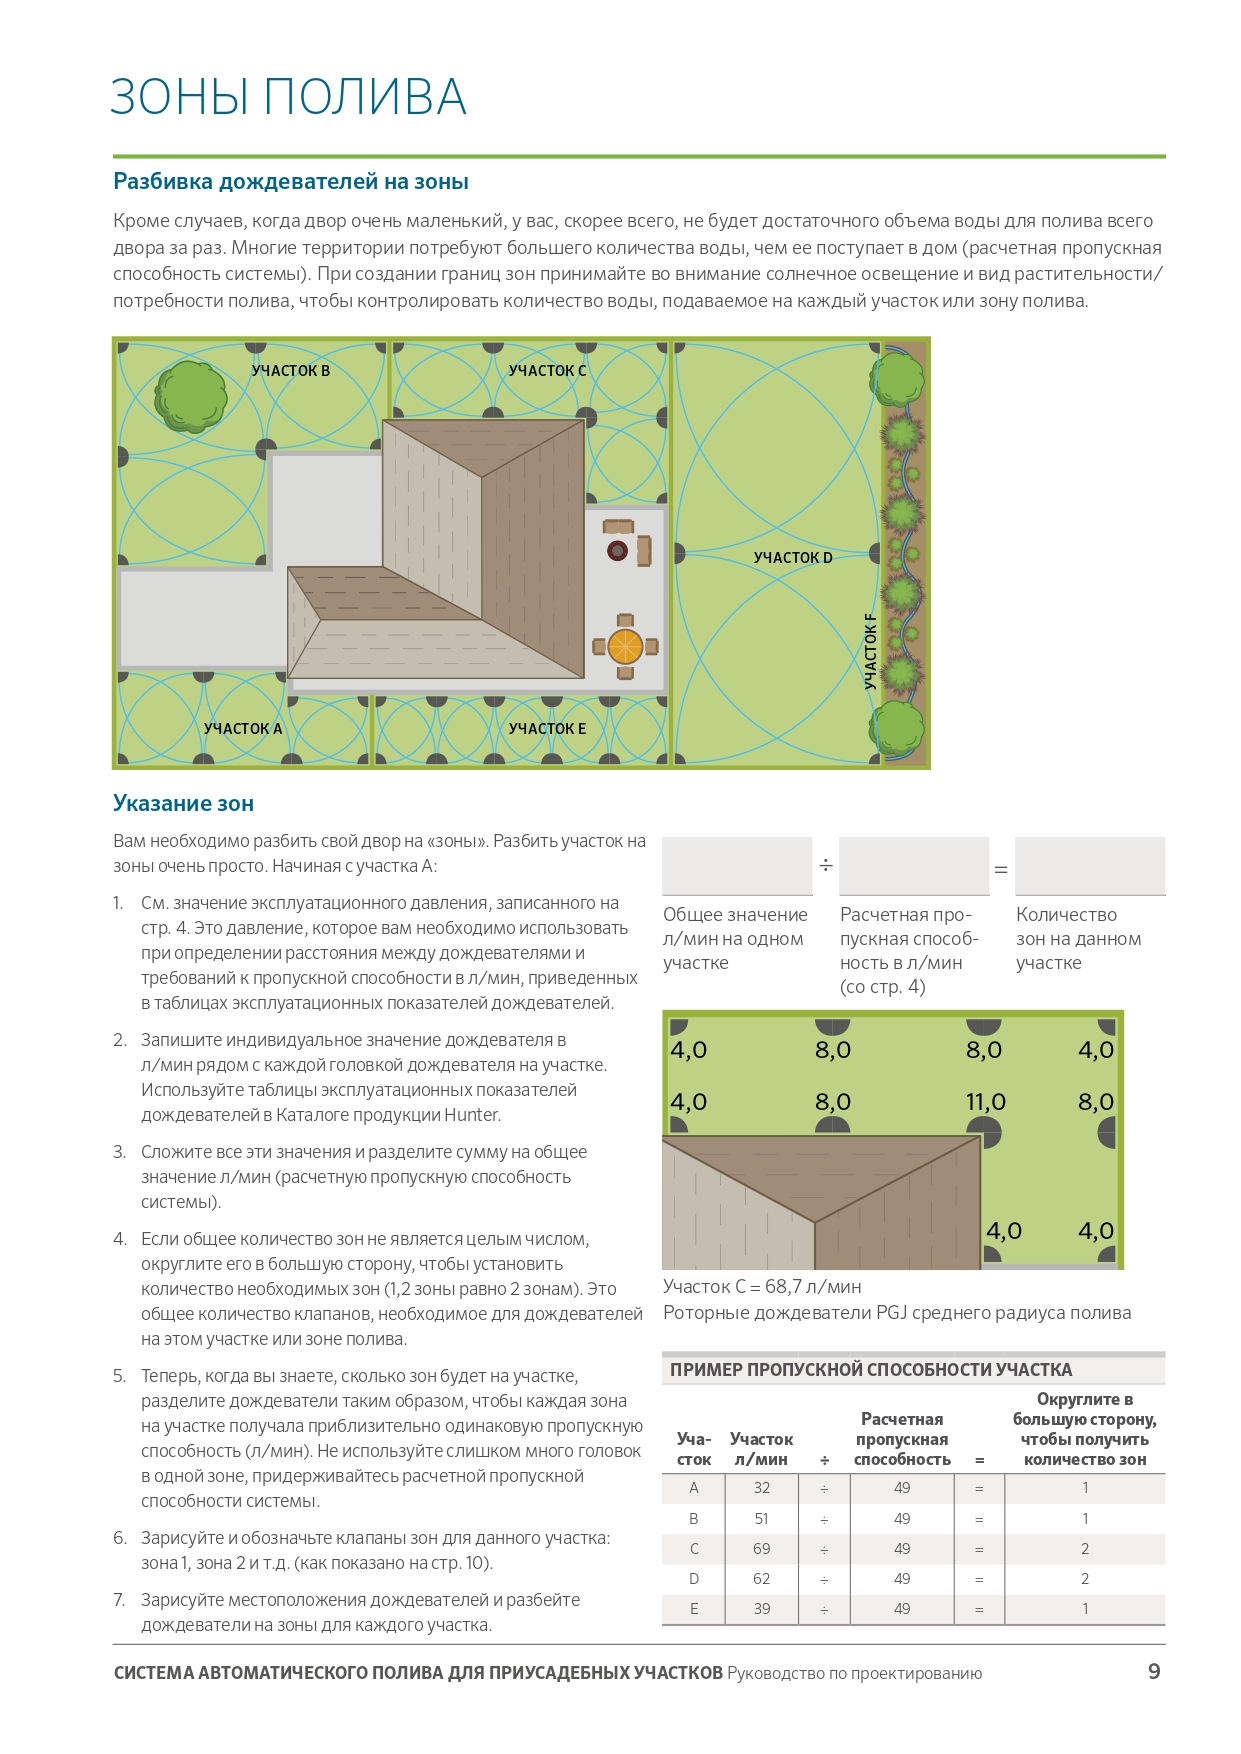 ЗОНЫ ПОЛИВА
Разбивка дождевателей на зоны
Кроме случаев, когда двор очень маленький, у вас, скорее всего, не будет достаточного объема воды для полива всего
двора за раз. Многие территории потребуют большего количества воды, чем ее поступает в дом (расчетная пропускная
способность системы). При создании границ зон принимайте во внимание солнечное освещение и вид растительности/
потребности полива, чтобы контролировать количество воды, подаваемое на каждый участок или зону полива.
УЧАСТОК B
УЧАСТОК C
УЧАСТОК D
УЧАСТОК F
УЧАСТОК A
УЧАСТОК E
Указание зон
Вам необходимо разбить свой двор на «зоны». Разбить участок на
зоны очень просто. Начиная с участка А:
1. См. значение эксплуатационного давления, записанного на
стр. 4. Это давление, которое вам необходимо использовать
при определении расстояния между дождевателями и
требований к пропускной способности в л/мин, приведенных
в таблицах эксплуатационных показателей дождевателей.
2. Запишите индивидуальное значение дождевателя в
л/мин рядом с каждой головкой дождевателя на участке.
Используйте таблицы эксплуатационных показателей
дождевателей в Каталоге продукции Hunter.
3. Сложите все эти значения и разделите сумму на общее
значение л/мин (расчетную пропускную способность
системы).
4. Если общее количество зон не является целым числом,
округлите его в большую сторону, чтобы установить
количество необходимых зон (1,2 зоны равно 2 зонам). Это
общее количество клапанов, необходимое для дождевателей
на этом участке или зоне полива.
5. Теперь, когда вы знаете, сколько зон будет на участке,
разделите дождеватели таким образом, чтобы каждая зона
на участке получала приблизительно одинаковую пропускную
способность (л/мин). Не используйте слишком много головок
в одной зоне, придерживайтесь расчетной пропускной
способности системы.
6. Зарисуйте и обозначьте клапаны зон для данного участка:
зона 1, зона 2 и т.д. (как показано на стр. 10).
7. Зарисуйте местоположения дождевателей и разбейте
дождеватели на зоны для каждого участка.
÷ =
Общее значение
л/мин на одном
участке
Расчетная про-
пускная способ-
ность в л/мин
(со стр. 4)
Количество
зон на данном
участке
4,0 8,0 8,0 4,0
4,0 8,0 11,0 8,0
4,0 4,0
Участок C = 68,7 л/мин
Роторные дождеватели PGJ среднего радиуса полива
ПРИМЕР ПРОПУСКНОЙ СПОСОБНОСТИ УЧАСТКА
Уча-
сток
Участок
л/мин
÷
Расчетная
пропускная
способность
=
Округлите в
большую сторону,
чтобы получить
количество зон
A 32 ÷ 49 = 1
B 51 ÷ 49 = 1
C 69 ÷ 49 = 2
D 62 ÷ 49 = 2
E 39 ÷ 49 = 1
СИСТЕМА АВТОМАТИЧЕСКОГО ПОЛИВА ДЛЯ ПРИУСАДЕБНЫХ УЧАСТКОВ Руководство по проектированию 9